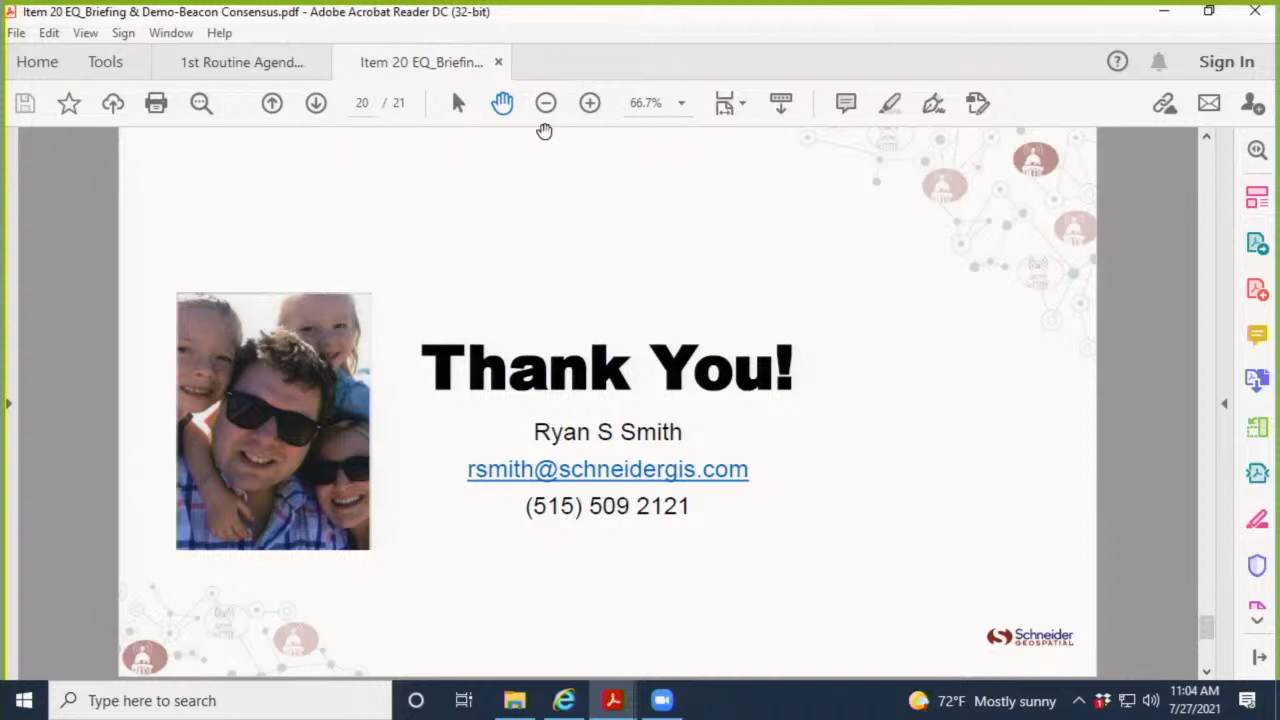 Item 20 EQ_Briefing & Demo-Beacon Consensus.pdf - Adobe Acrobat Reader DC (32-bit)
File Edit View Sign Window Help
Home Tools 1st Routine Agend... Item 20 EQ_Briefin... Sign In
20 / 21 66.7%
Thank You!
Ryan S Smith
rsmith@schneidergis.com
(515) 509 2121
Schneider
GEOSPATIAL
Type here to search
72°F Mostly sunny
11:04 AM
7/27/2021